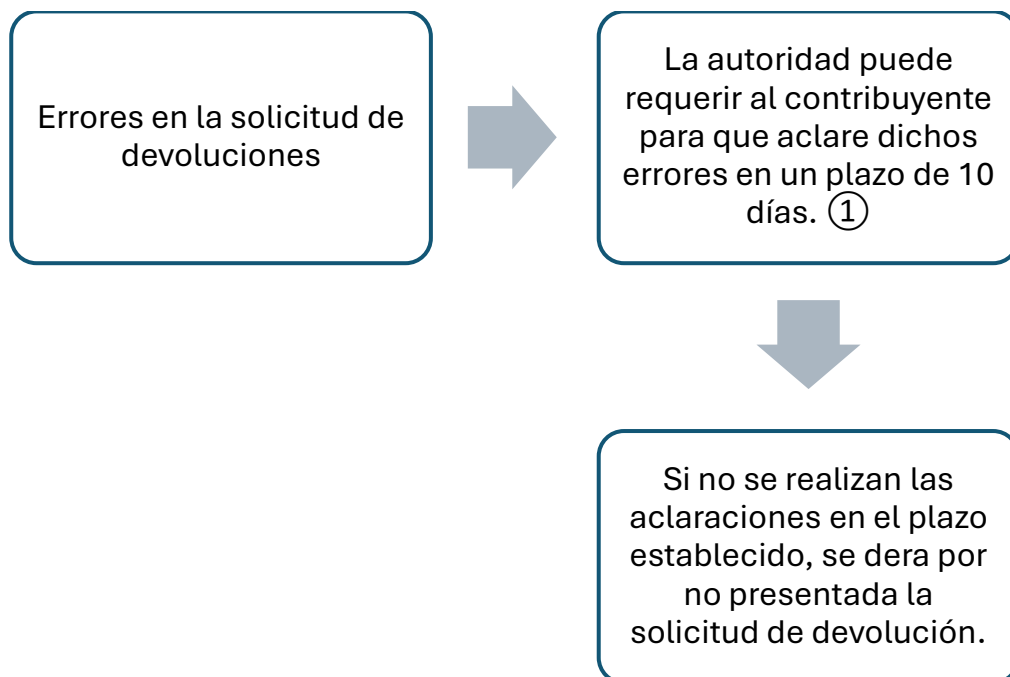 Errores en la solicitud de
devoluciones
La autoridad puede
requerir al contribuyente
para que aclare dichos
errores en un plazo de 10
días. ①
Si no se realizan las
aclaraciones en el plazo
establecido, se dera por
no presentada la
solicitud de devolución.